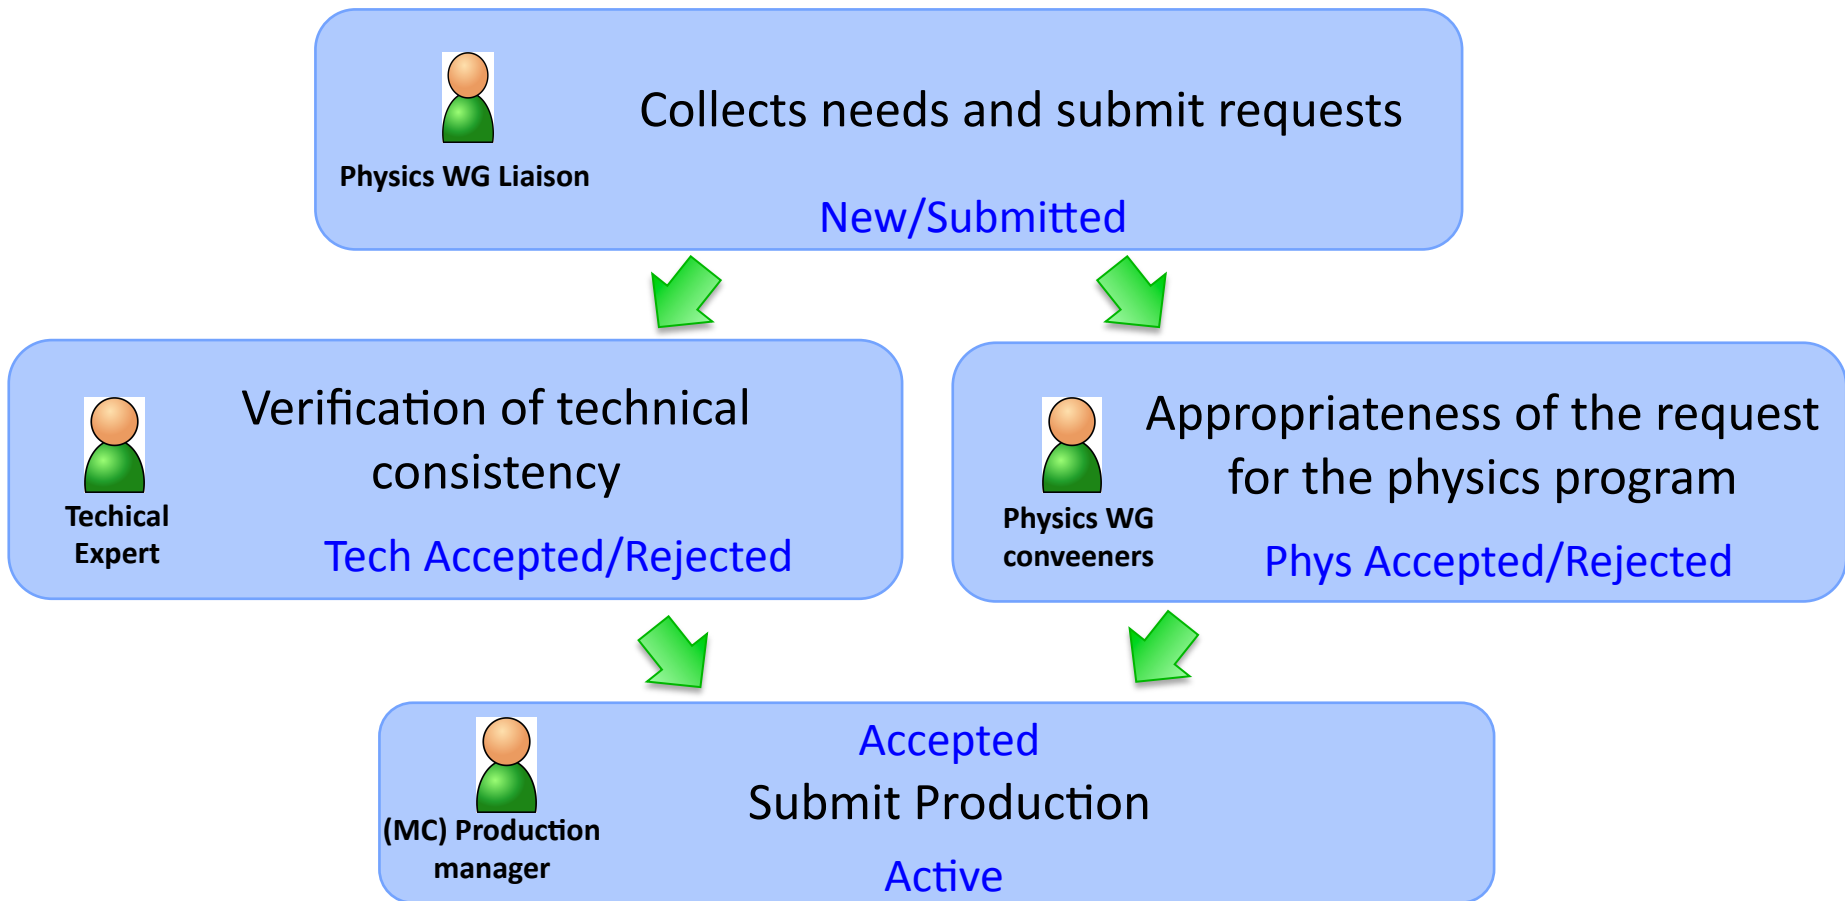 Collects needs and submit requests
Physics WG Liaison
New/Submitted
Verification of technical
consistency
Techical
Expert
Tech Accepted/Rejected
Appropriateness of the request
for the physics program
Physics WG
conveeners
Phys Accepted/Rejected
Accepted
Submit Production
(MC) Production
manager
Active